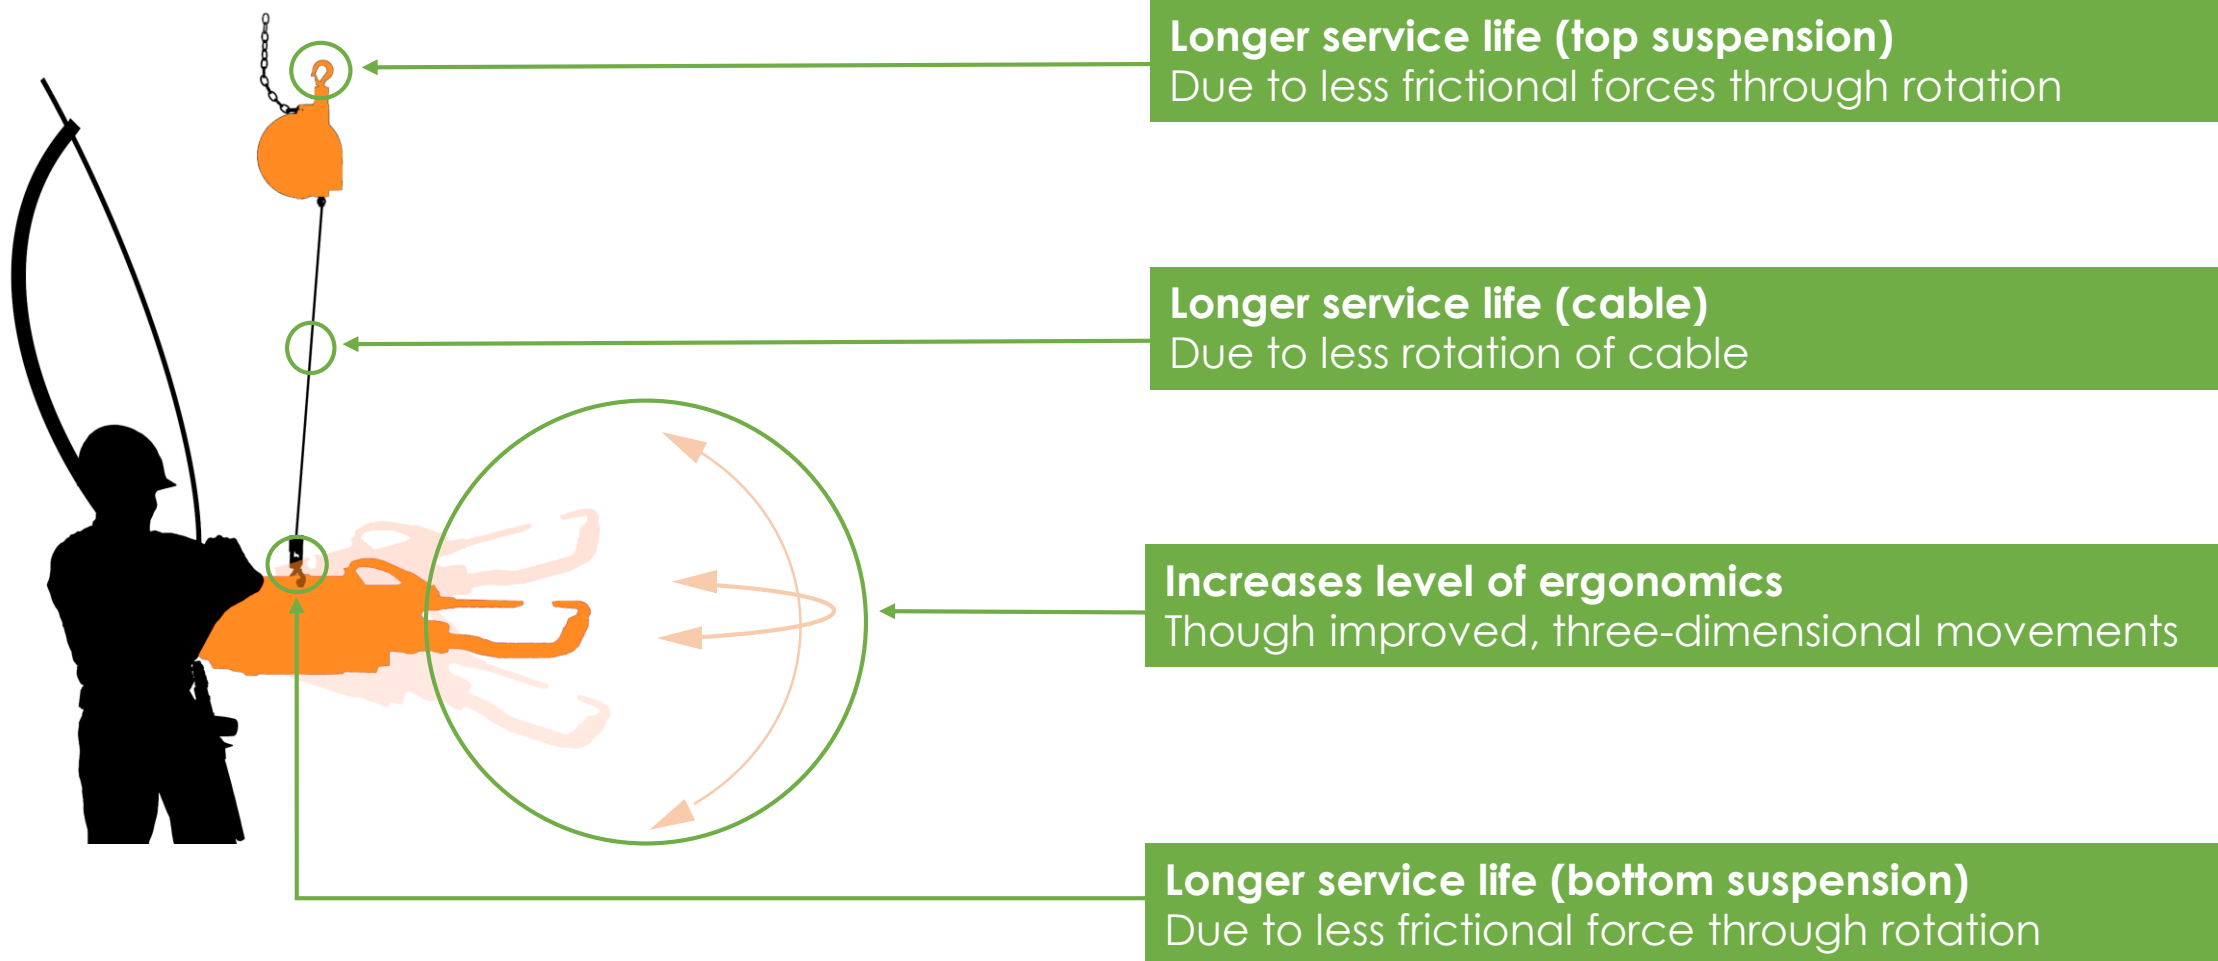 Longer service life (top suspension)
Due to less frictional forces through rotation
Longer service life (cable)
Due to less rotation of cable
Increases level of ergonomics
Though improved, three-dimensional movements
Longer service life (bottom suspension)
Due to less frictional force through rotation